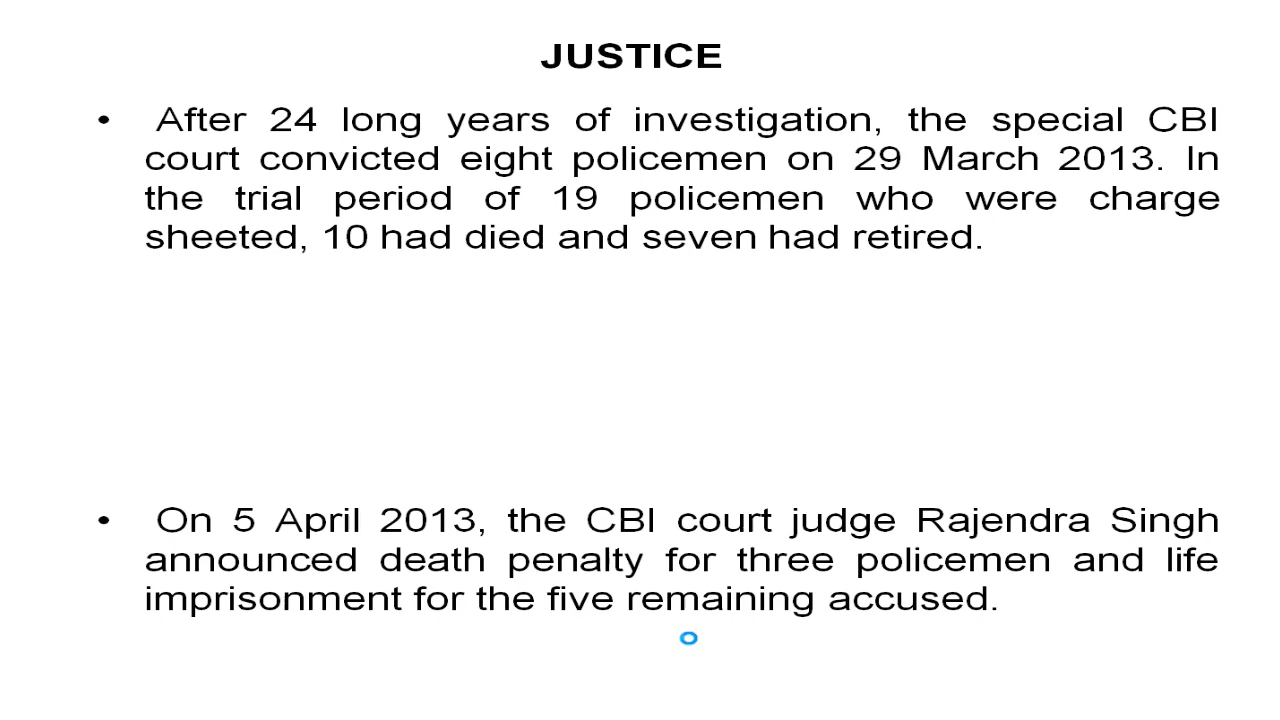 JUSTICE
• After 24 long years of investigation, the special CBI
court convicted eight policemen on 29 March 2013. In
the trial period of 19 policemen who were charge
sheeted, 10 had died and seven had retired.
• On 5 April 2013, the CBI court judge Rajendra Singh
announced death penalty for three policemen and life
imprisonment for the five remaining accused.